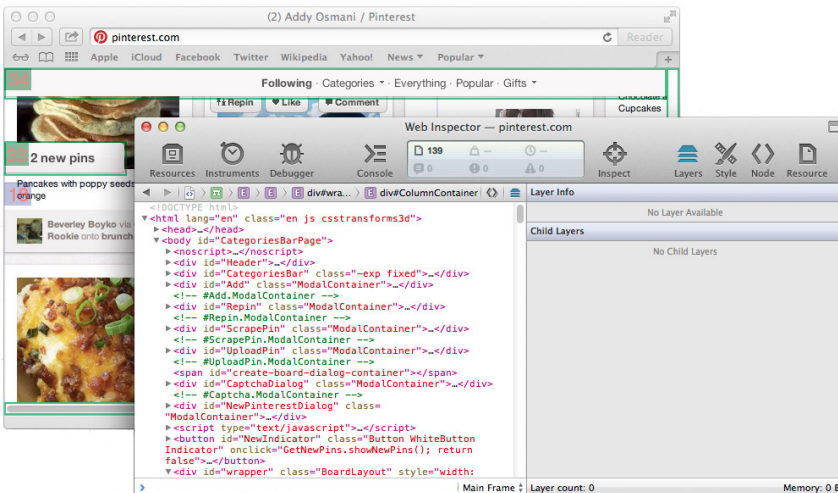 (2) Addy Osmani / Pinterest
pinterest.com
Reader
Apple iCloud Facebook Twitter Wikipedia Yahoo! News Popular
94
Following · Categories · Everything · Popular · Gifts
Repin Like Comment
Cupcakes
2 new pins
Pancakes with poppy seeds
orange
Beverley Boyko via
Rookie onto brunch
Web Inspector — pinterest.com
Resources Instruments Debugger Console
139
0 0 0
Inspect Layers Style Node Resource
div#wra... div#ColumnContainer
Layer Info
No Layer Available
Child Layers
No Child Layers
<!DOCTYPE html>
<html lang="en" class="en js csstransforms3d">
<head>…</head>
<body id="CategoriesBarPage">
<noscript>…</noscript>
<div id="Header">…</div>
<div id="CategoriesBar" class="-exp fixed">…</div>
<div id="Add" class="ModalContainer">…</div>
<!-- #Add.ModalContainer -->
<div id="Repin" class="ModalContainer">…</div>
<!-- #Repin.ModalContainer -->
<div id="ScrapePin" class="ModalContainer">…</div>
<!-- #ScrapePin.ModalContainer -->
<div id="UploadPin" class="ModalContainer">…</div>
<!-- #UploadPin.ModalContainer -->
<span id="create-board-dialog-container"></span>
<div id="CaptchaDialog" class="ModalContainer">…</div>
<!-- #Captcha.ModalContainer -->
<div id="NewPinterestDialog" class=
"ModalContainer">…</div>
<script type="text/javascript">…</div>
<button id="NewIndicator" class="Button WhiteButton
Indicator" onclick="GetNewPins.showNewPins(); return
false">…</button>
<div id="wrapper" class="BoardLayout" style="width:
Main Frame
Layer count: 0
Memory: 0 B